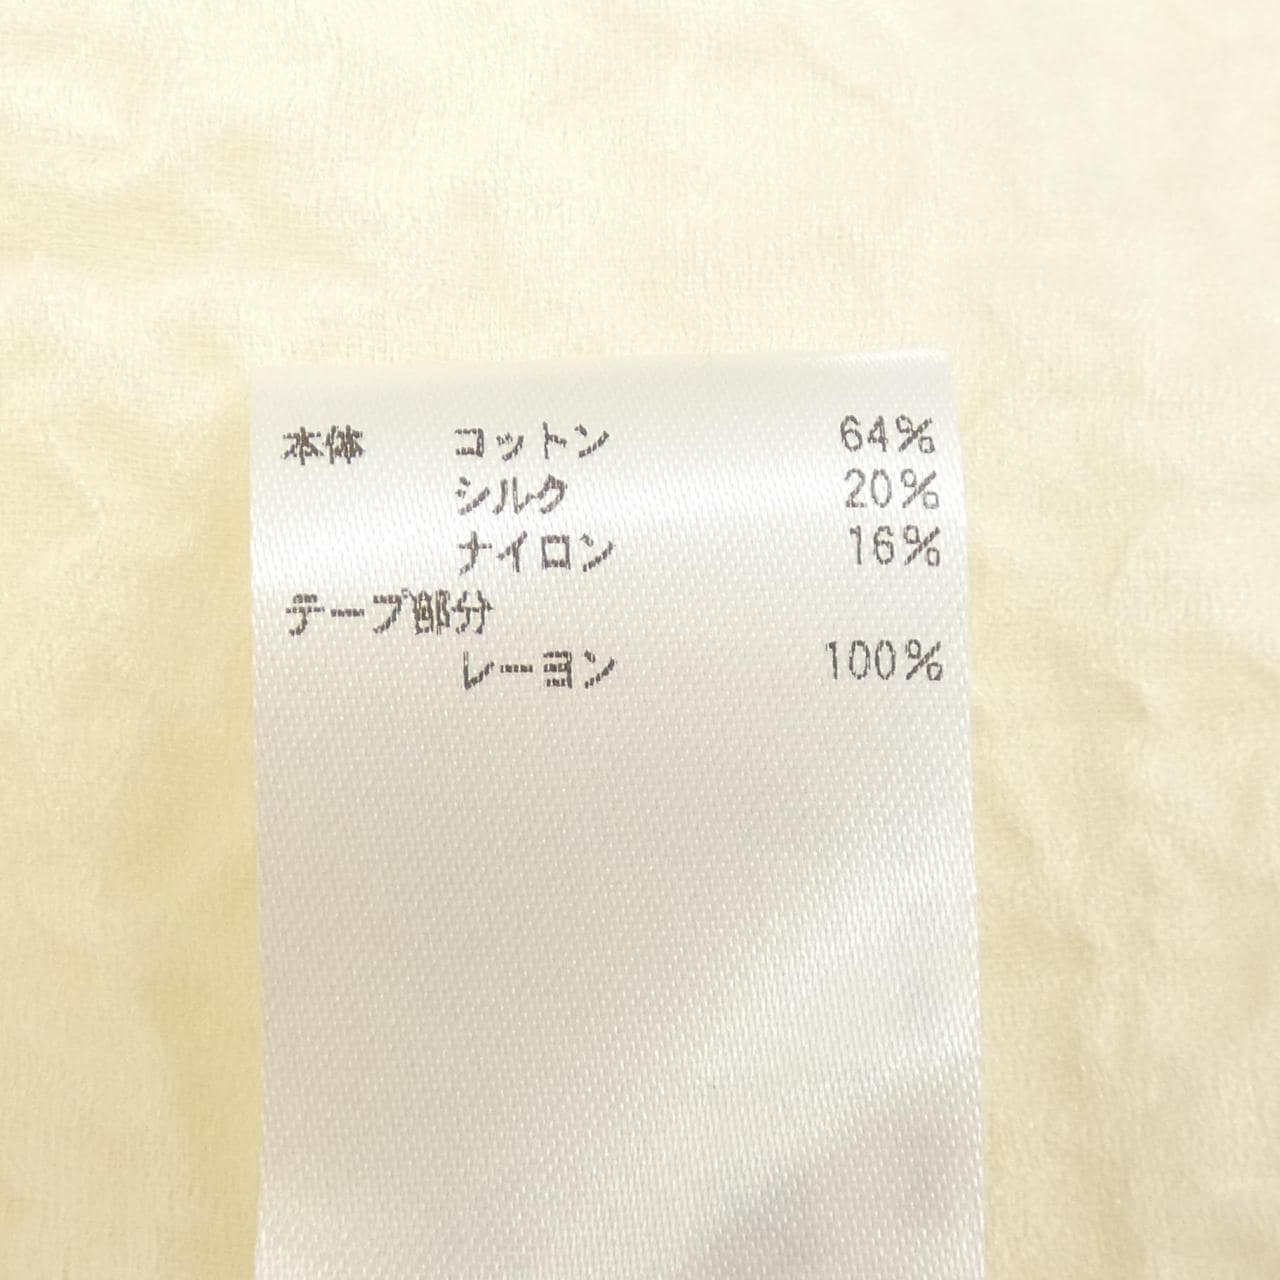 本体 コットン 64%
シルク 20%
ナイロン 16%
テープ部分
レーヨン 100%